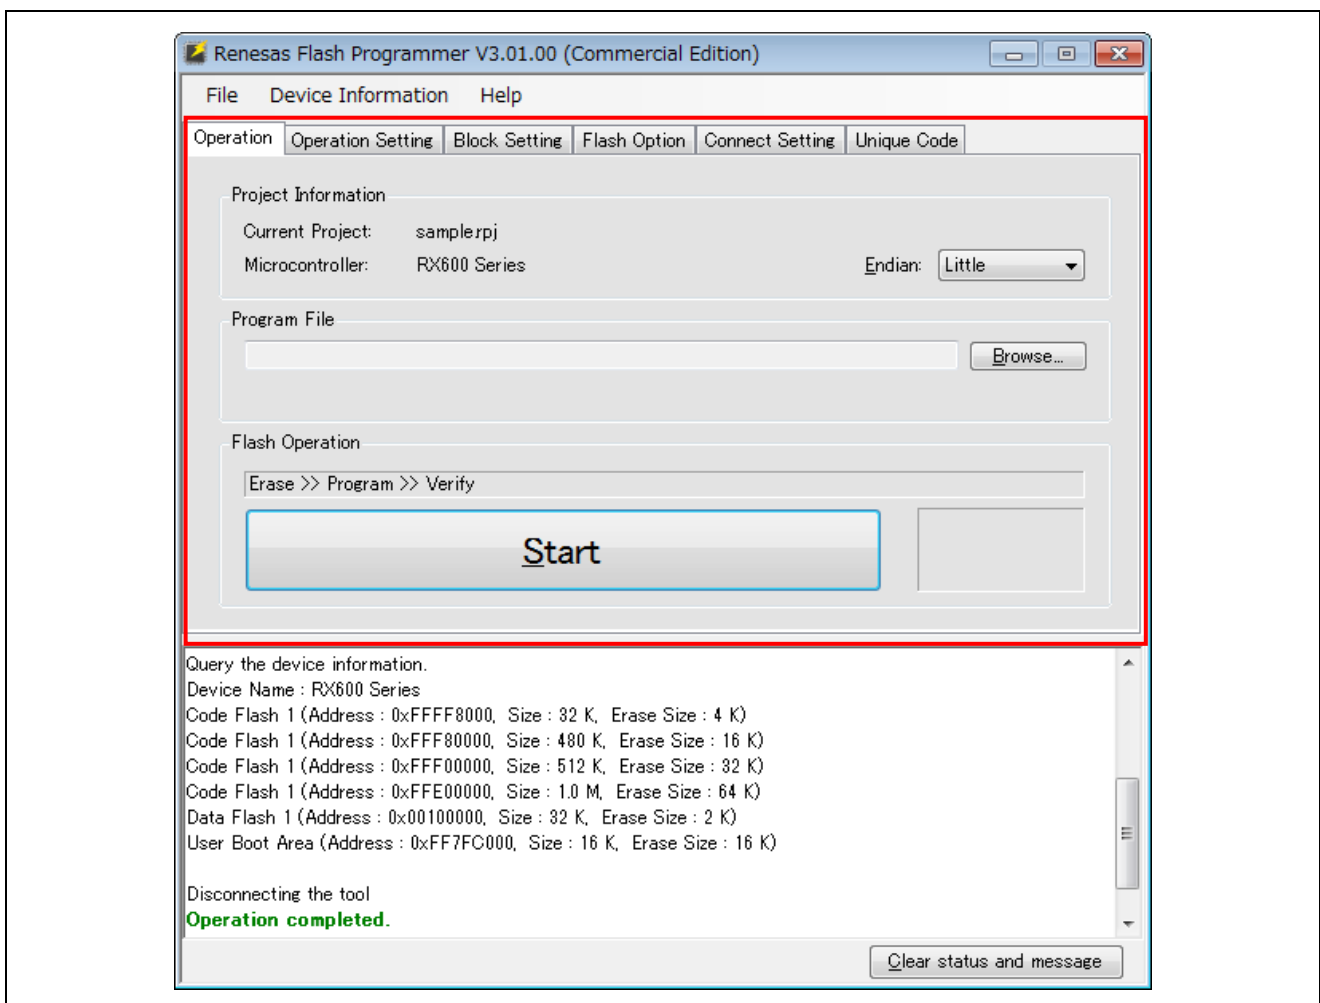 Renesas Flash Programmer V3.01.00 (Commercial Edition)
File Device Information Help
Operation Operation Setting Block Setting Flash Option Connect Setting Unique Code
Project Information
Current Project: sample.rpj
Microcontroller: RX600 Series Endian: Little
Program File
Browse...
Flash Operation
Erase >> Program >> Verify
Start
Query the device information.
Device Name : RX600 Series
Code Flash 1 (Address : 0xFFFF8000, Size : 32 K, Erase Size : 4 K)
Code Flash 1 (Address : 0xFFF80000, Size : 480 K, Erase Size : 16 K)
Code Flash 1 (Address : 0xFFF00000, Size : 512 K, Erase Size : 32 K)
Code Flash 1 (Address : 0xFFE00000, Size : 1.0 M, Erase Size : 64 K)
Data Flash 1 (Address : 0x00100000, Size : 32 K, Erase Size : 2 K)
User Boot Area (Address : 0xFF7FC000, Size : 16 K, Erase Size : 16 K)
Disconnecting the tool
Operation completed.
Clear status and message